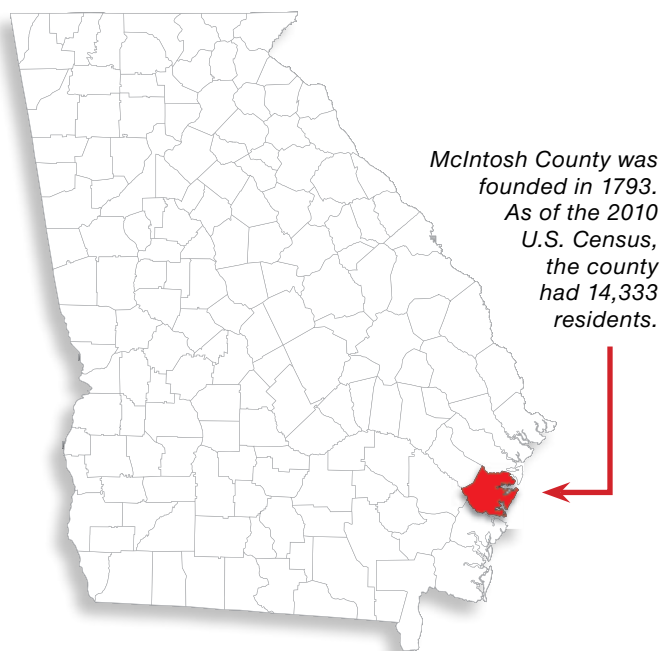 McIntosh County was
founded in 1793.
As of the 2010
U.S. Census,
the county
had 14,333
residents.